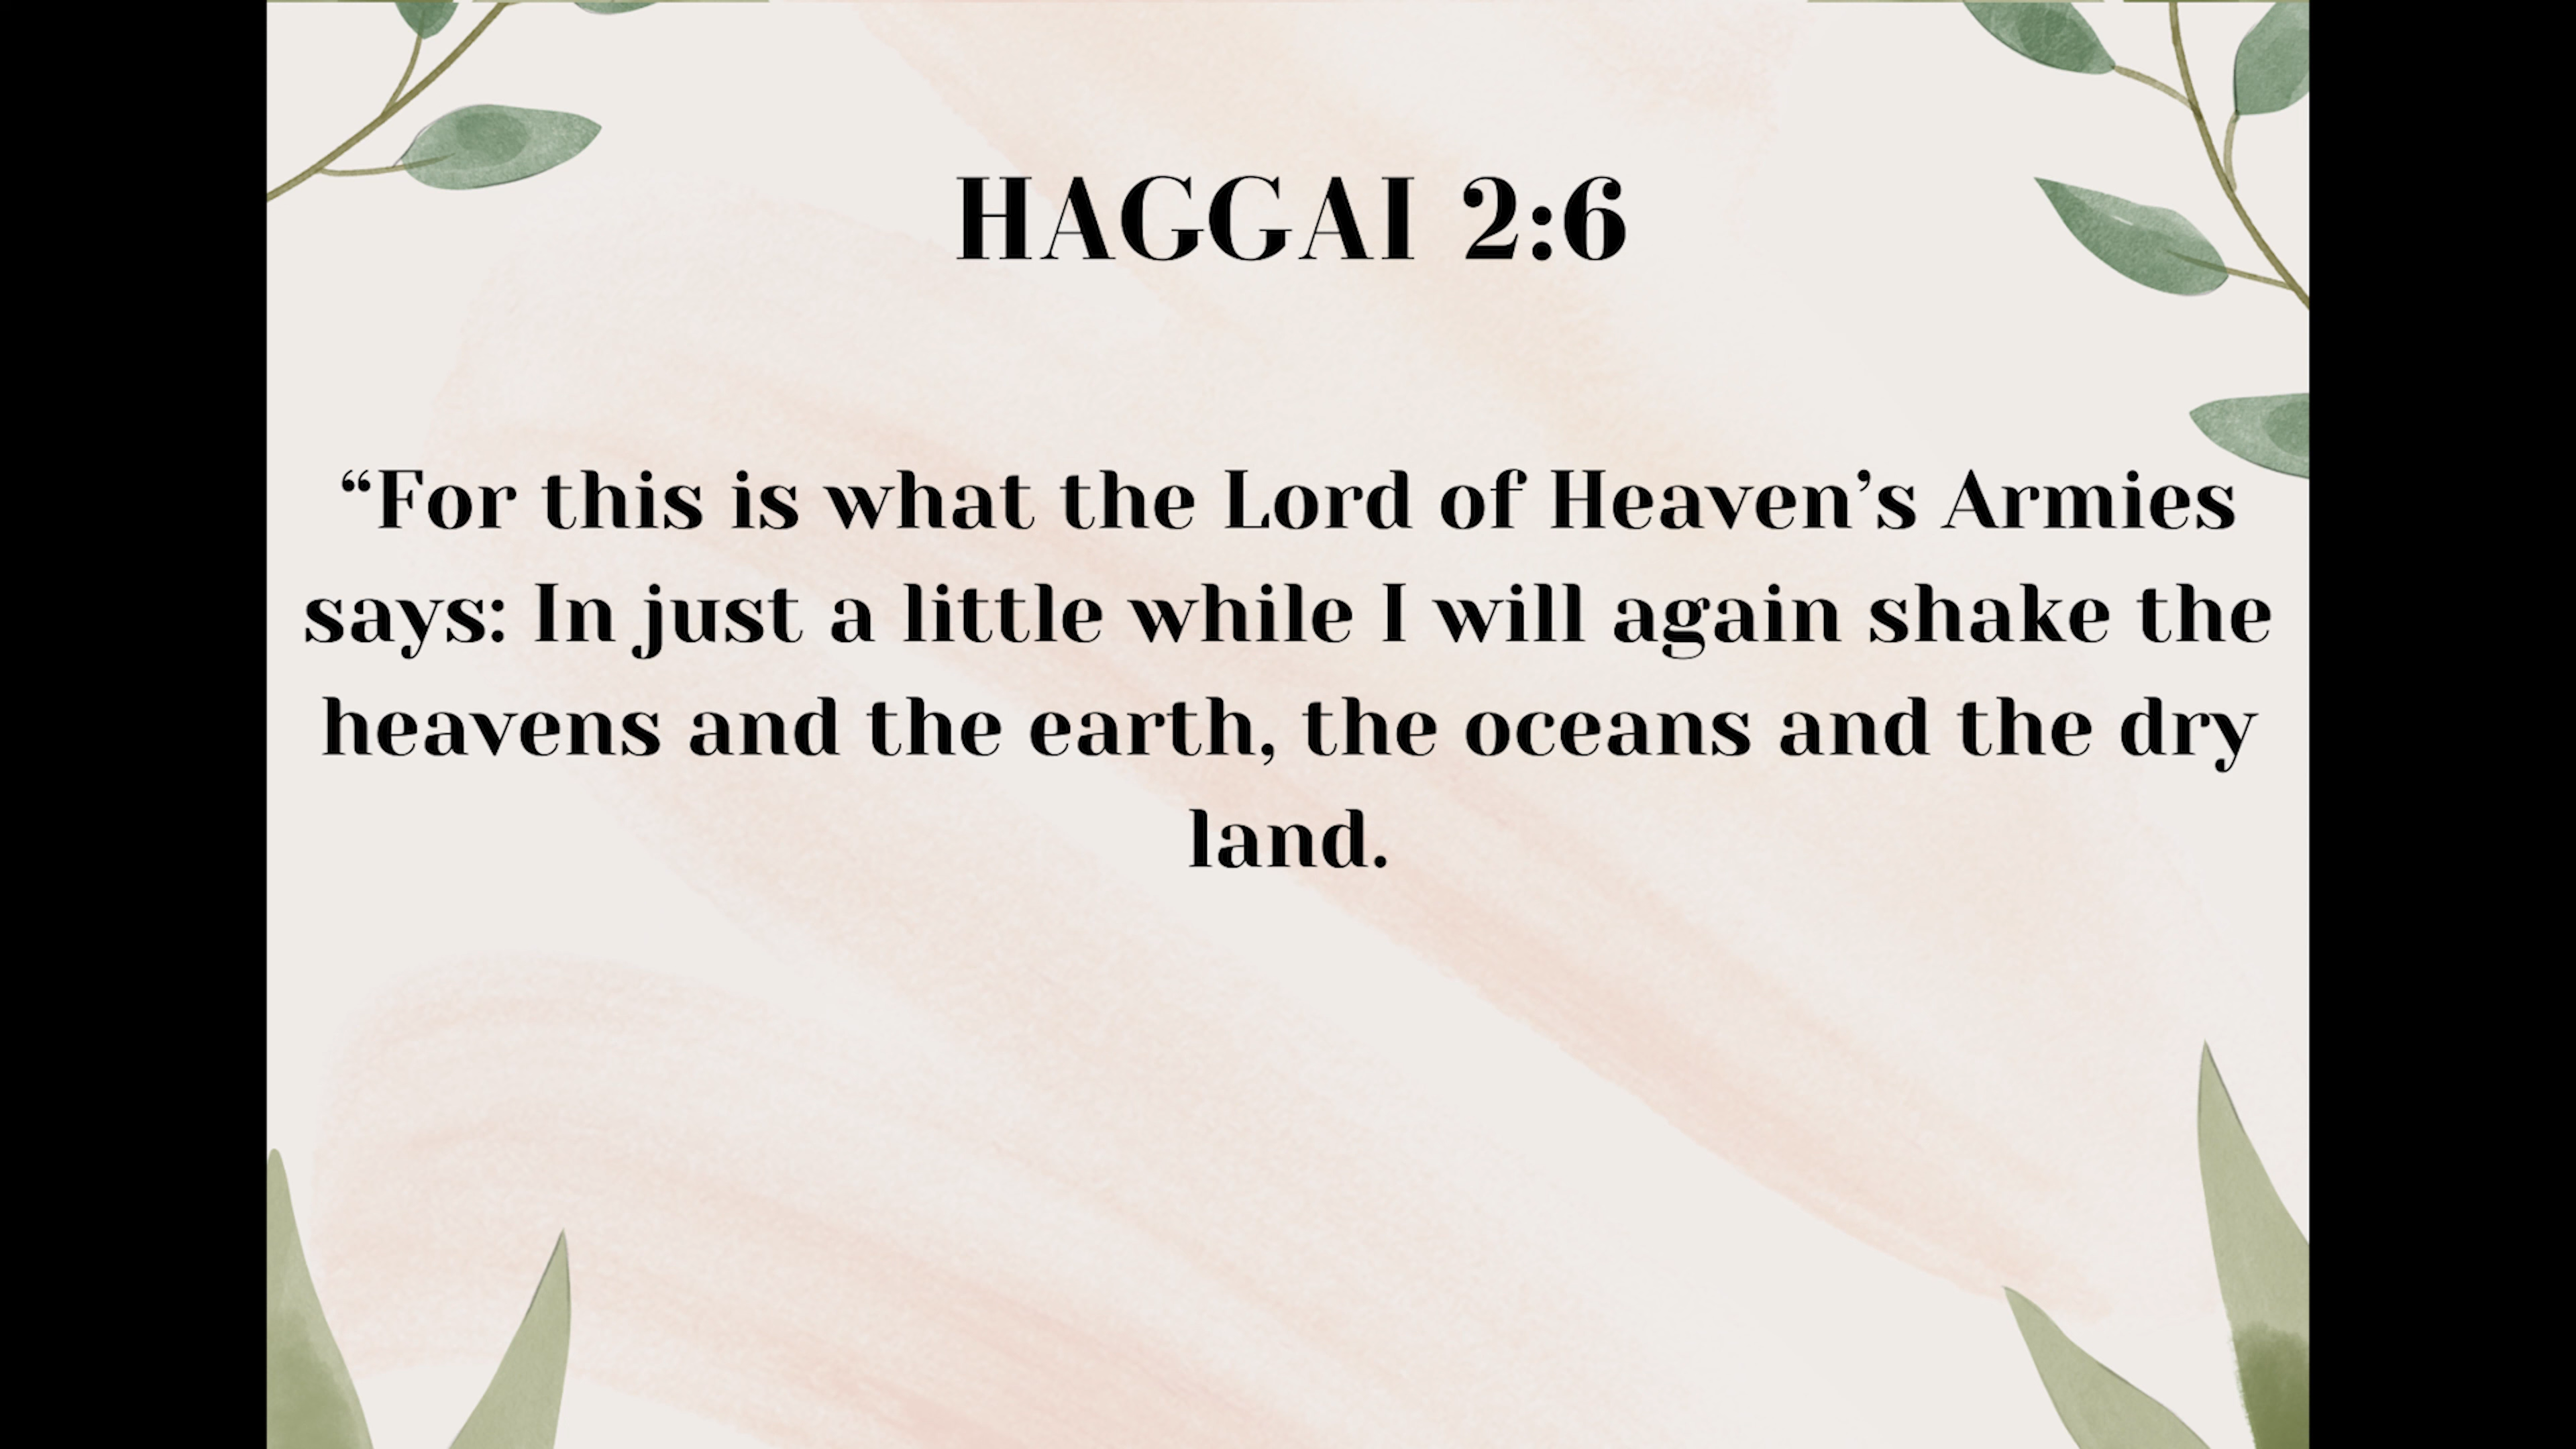 HAGGAI 2:6
“For this is what the Lord of Heaven’s Armies
says: In just a little while I will again shake the
heavens and the earth, the oceans and the dry
land.